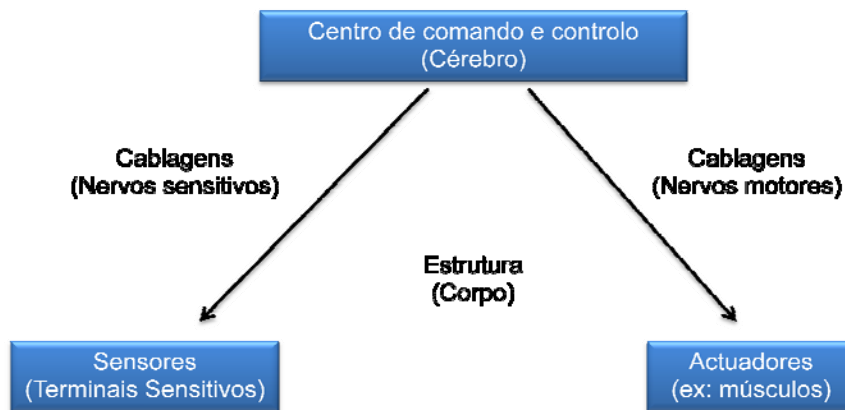 Centro de comando e controlo
(Cérebro)
Cablagens
(Nervos sensitivos)
Cablagens
(Nervos motores)
Estrutura
(Corpo)
Sensores
(Terminais Sensitivos)
Actuadores
(ex: músculos)